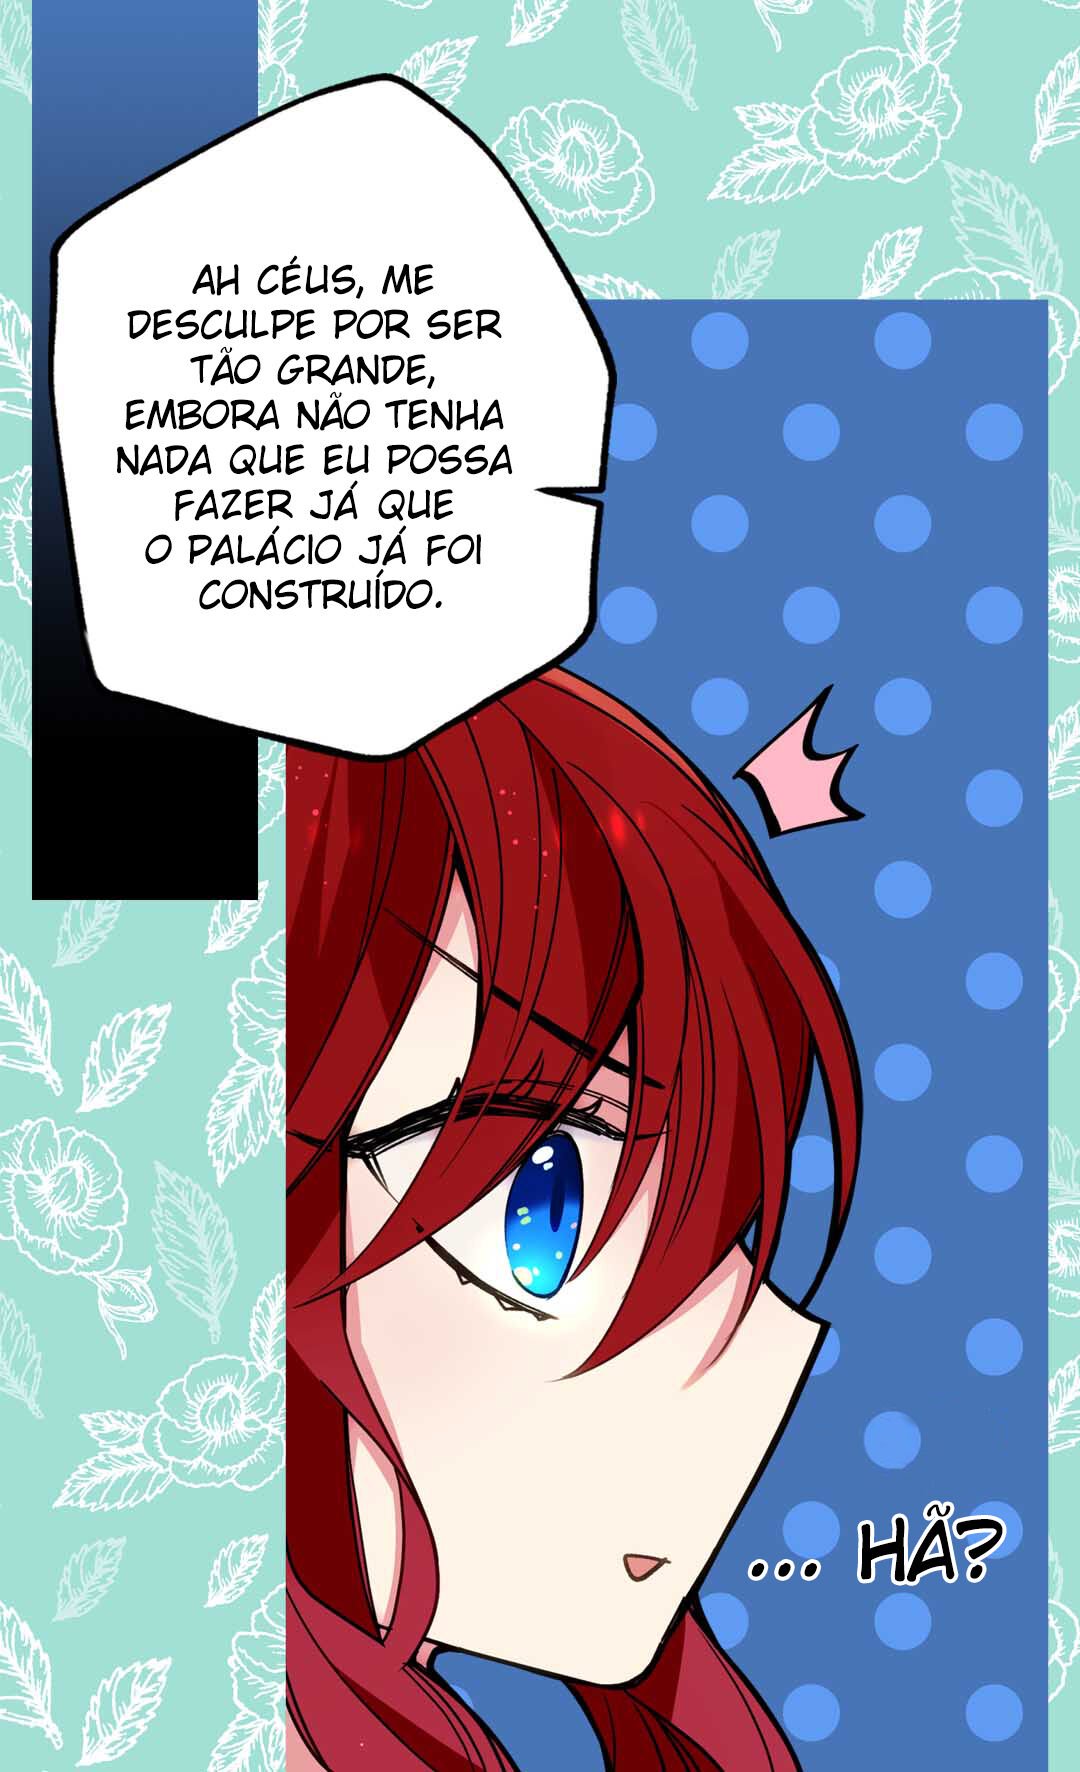 AH CÉUS, ME
DESCULPE POR SER
TÃO GRANDE,
EMBORA NÃO TENHA
NADA QUE EU POSSA
FAZER JÁ QUE
O PALÁCIO JÁ FOI
CONSTRUÍDO.
... HÃ?